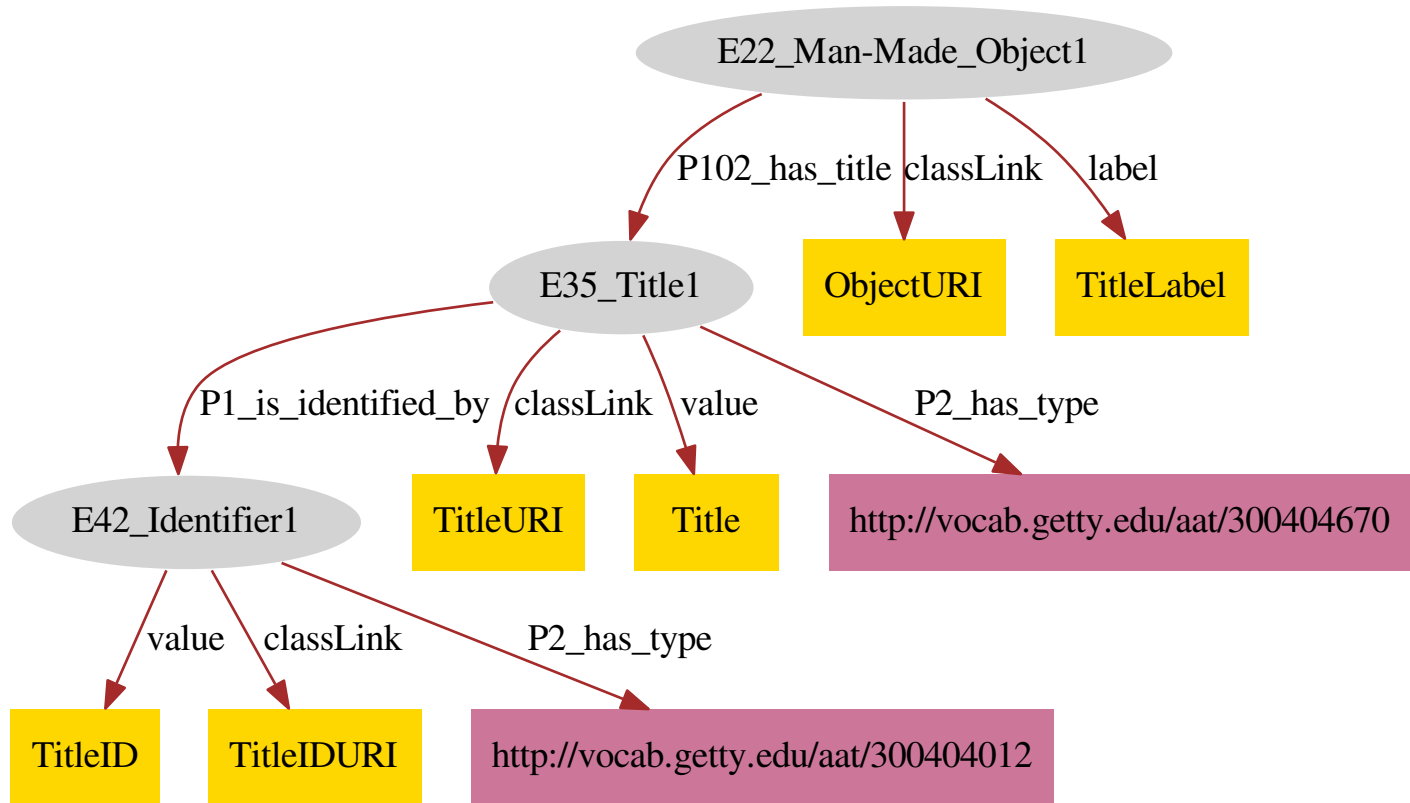 E22_Man-Made_Object1
P102_has_title
classLink
label
E35_Title1
ObjectURI
TitleLabel
P1_is_identified_by
classLink
value
P2_has_type
E42_Identifier1
TitleURI
Title
http://vocab.getty.edu/aat/300404670
value
classLink
P2_has_type
TitleID
TitleIDURI
http://vocab.getty.edu/aat/300404012